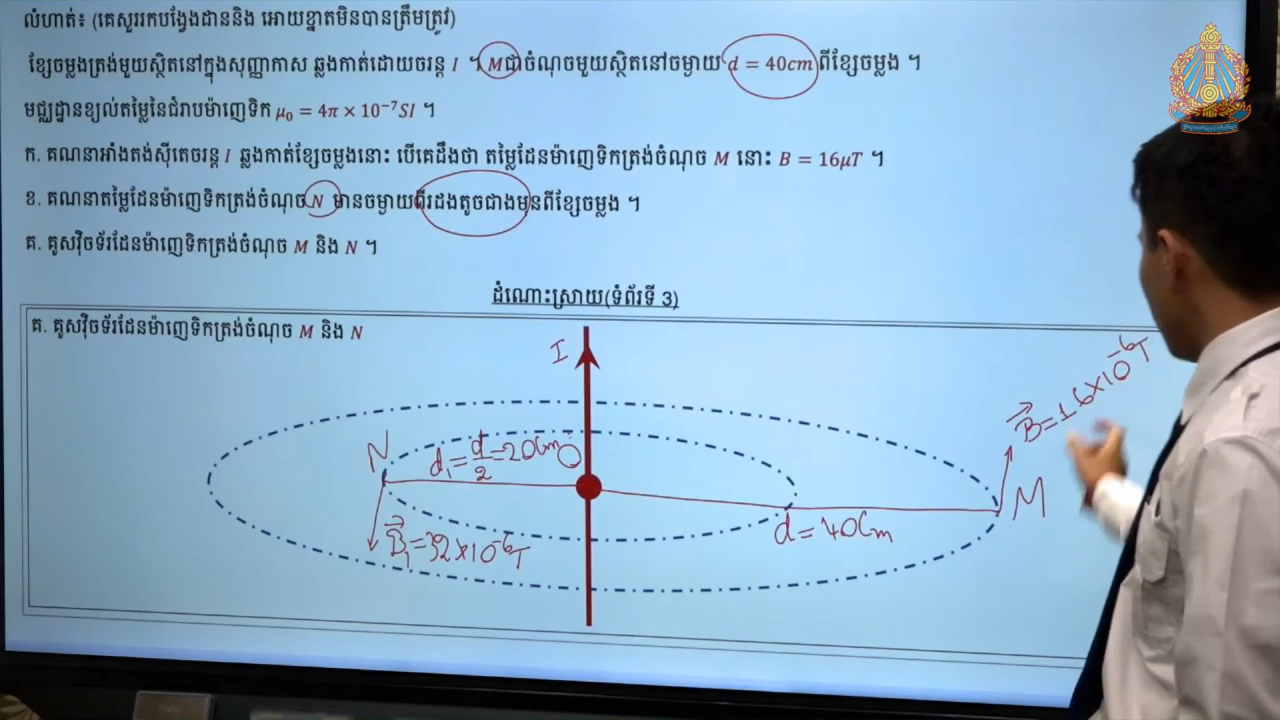 លំហាត់៖ (គេសួររកបង្វែងដាននិង អោយខ្នាតមិនបានត្រឹមត្រូវ)
ខ្សែចម្លងត្រង់មួយស្ថិតនៅក្នុងសុញ្ញាកាស ឆ្លងកាត់ដោយចរន្ត I ។ M ជាចំណុចមួយស្ថិតនៅចម្ងាយ d = 40cm ពីខ្សែចម្លង ។
មជ្ឈដ្ឋានខ្យល់តម្លៃនៃជំរាបម៉ាញេទិក μ₀ = 4π × 10⁻⁷SI ។
ក. គណនាអាំងតង់ស៊ីតេចរន្ត I ឆ្លងកាត់ខ្សែចម្លងនោះ បើគេដឹងថា តម្លៃដែនម៉ាញេទិកត្រង់ចំណុច M នោះ B = 16μT ។
ខ. គណនាតម្លៃដែនម៉ាញេទិកត្រង់ចំណុច N មានចម្ងាយពីរដងតូចជាងមុនពីខ្សែចម្លង ។
គ. គូសវ៉ិចទ័រដែនម៉ាញេទិកត្រង់ចំណុច M និង N ។
ដំណោះស្រាយ(ទំព័រទី 3)
គ. គូសវ៉ិចទ័រដែនម៉ាញេទិកត្រង់ចំណុច M និង N
I
B⃗=16×10⁻⁶T
N
d₁=d/2=20cm
O
M
d=40cm
B⃗₁=32×10⁻⁶T